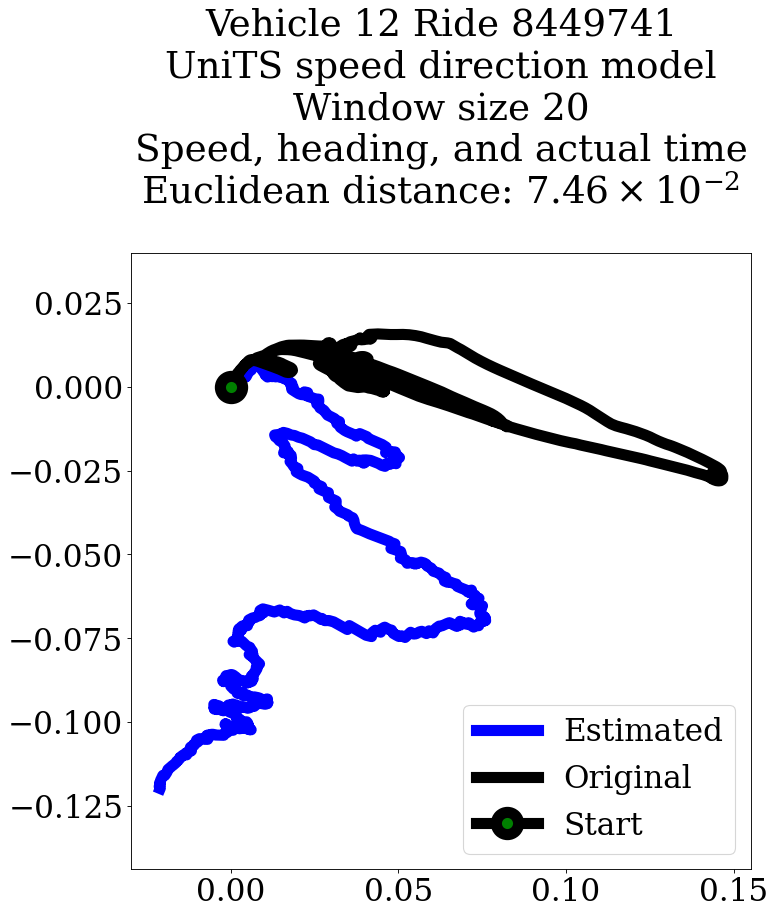 Vehicle 12 Ride 8449741
UniTS speed direction model
Window size 20
Speed, heading, and actual time
Euclidean distance: 7.46 × 10⁻²
0.025
0.000
−0.025
−0.050
−0.075
−0.100
−0.125
Estimated
Original
Start
0.00 0.05 0.10 0.15